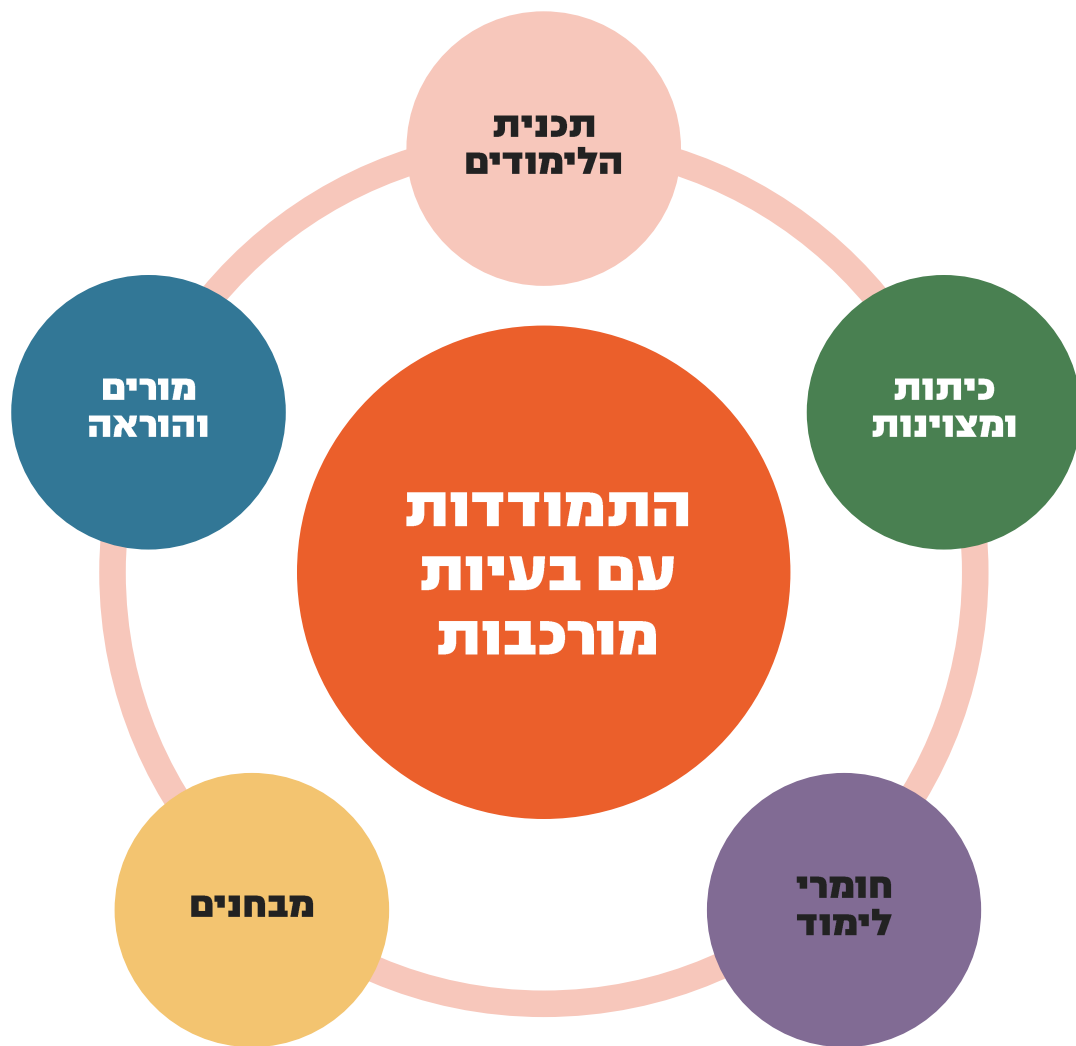 תכנית
הלימודים
כיתות
ומצוינות
מורים
והוראה
התמודדות
עם בעיות
מורכבות
חומרי
לימוד
מבחנים